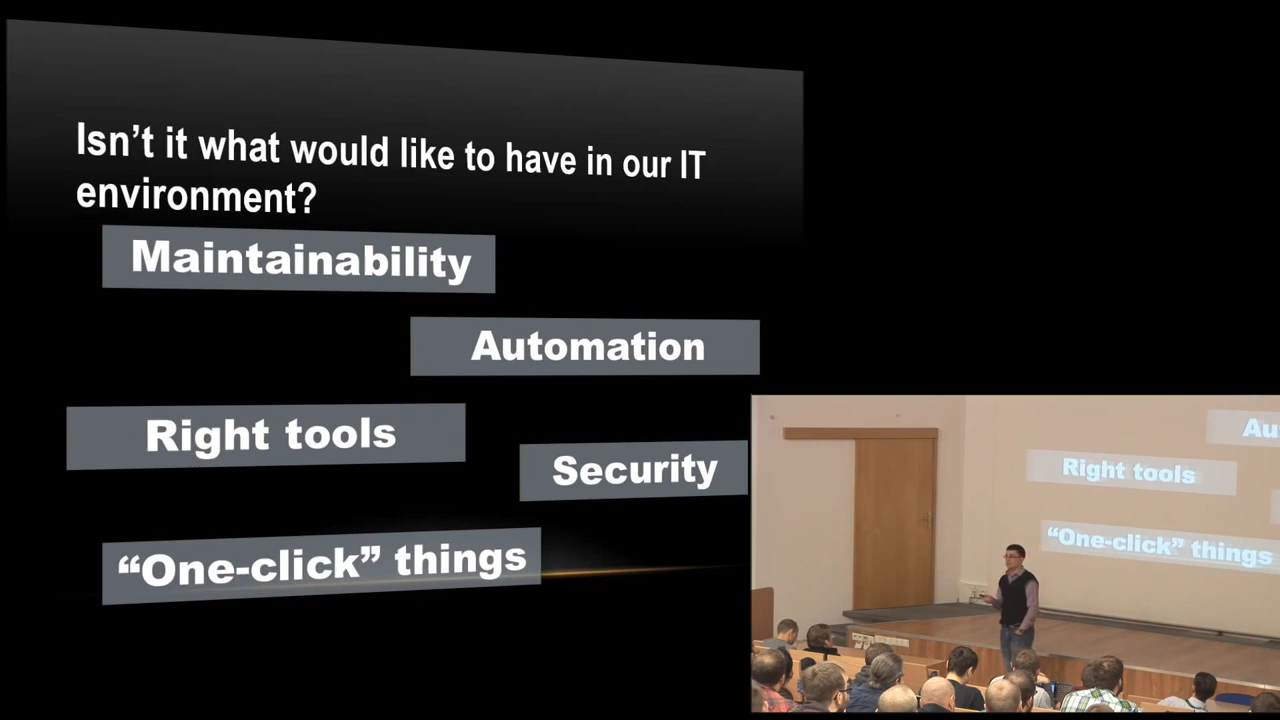 Isn't it what would like to have in our IT
environment?
Maintainability
Automation
Right tools
Security
“One-click” things
Au
Right tools
“One-click” things